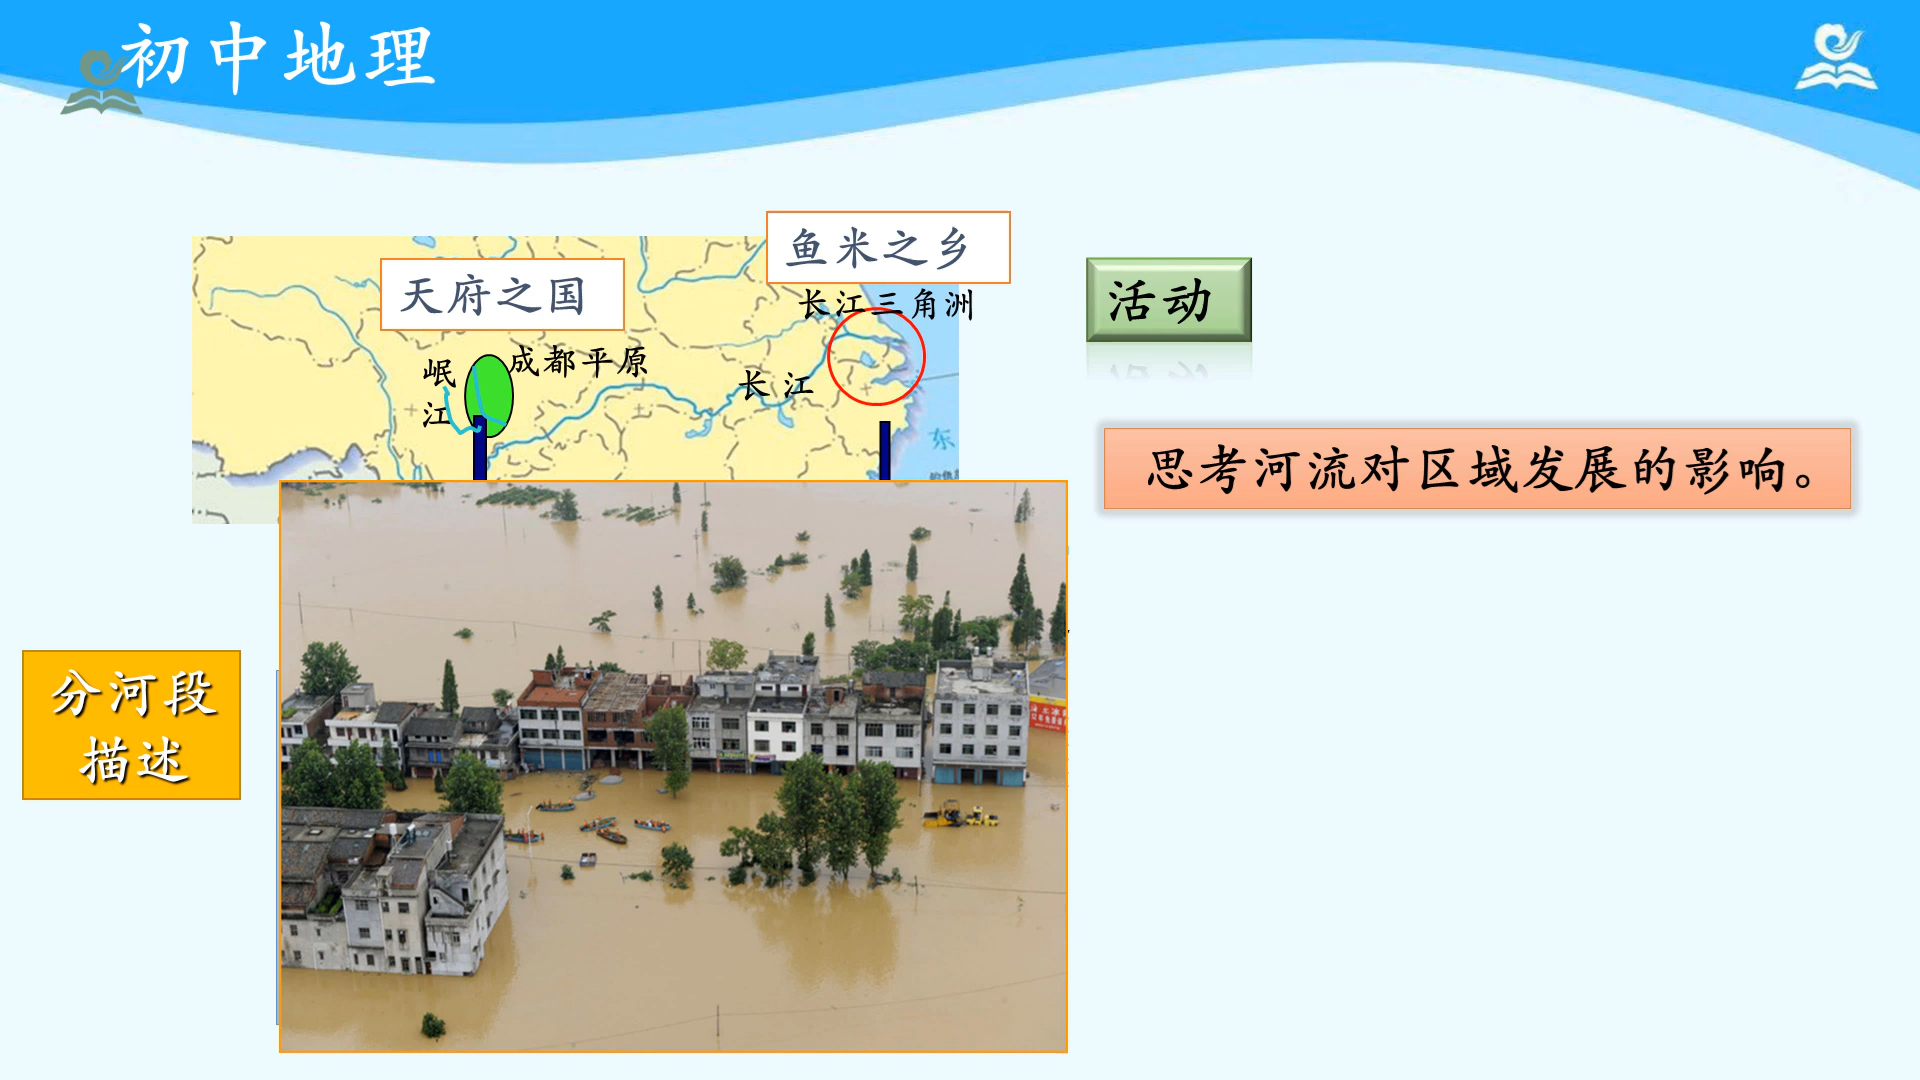 初中地理
鱼米之乡
天府之国
长江三角洲
成都平原
岷
江
长江
东
活动
思考河流对区域发展的影响。
分河段
描述